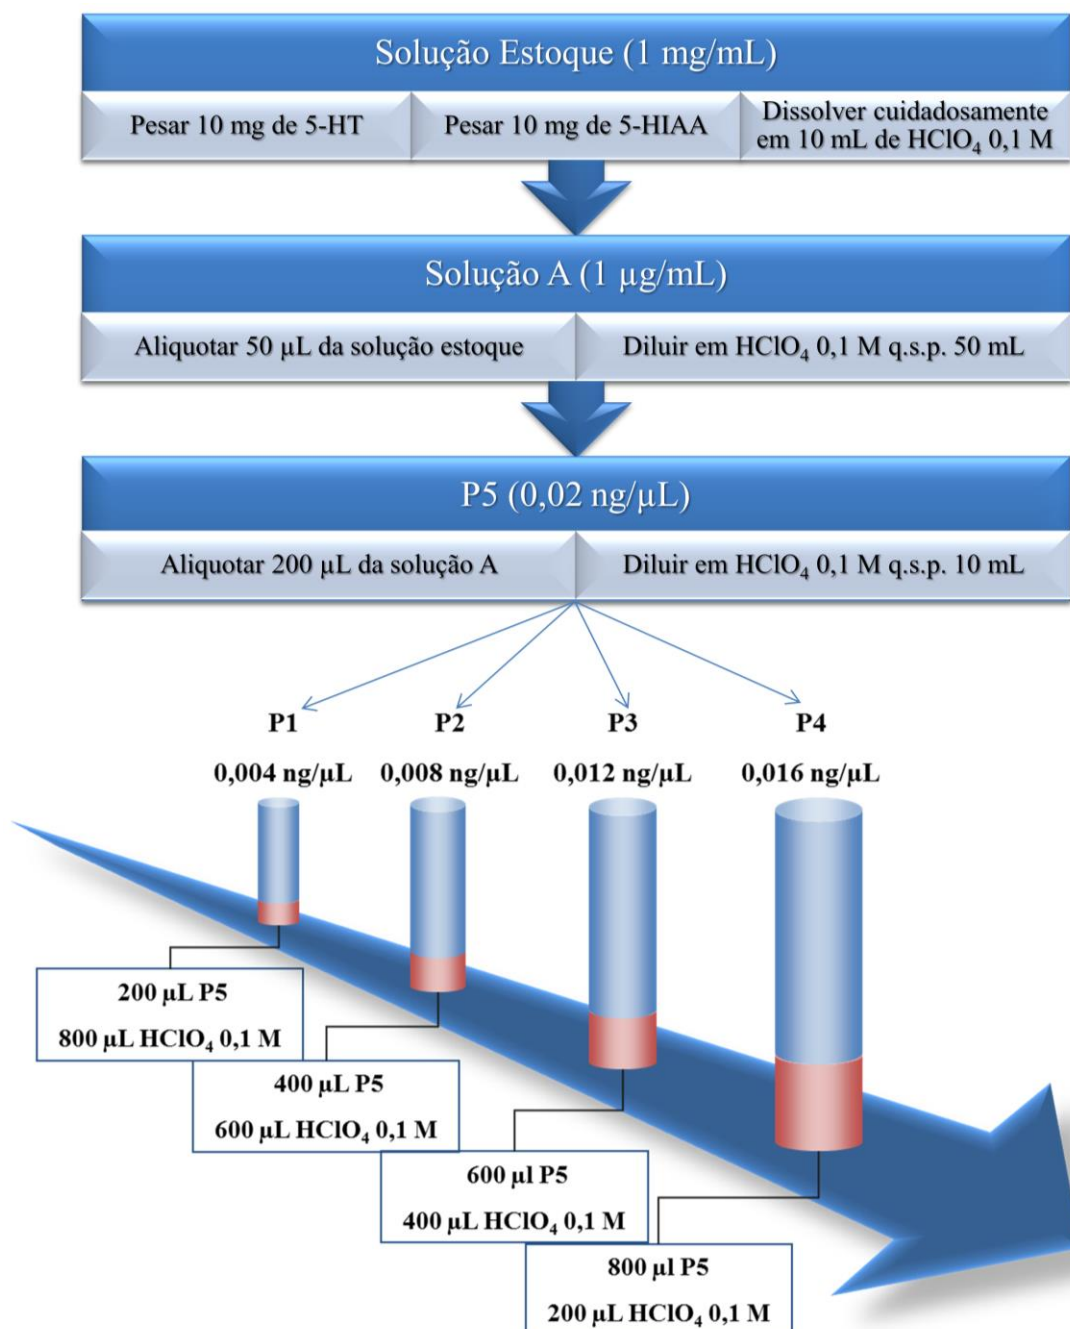 Solução Estoque (1 mg/mL)
Pesar 10 mg de 5-HT
Pesar 10 mg de 5-HIAA
Dissolver cuidadosamente
em 10 mL de HClO₄ 0,1 M
Solução A (1 µg/mL)
Aliquotar 50 µL da solução estoque
Diluir em HClO₄ 0,1 M q.s.p. 50 mL
P5 (0,02 ng/µL)
Aliquotar 200 µL da solução A
Diluir em HClO₄ 0,1 M q.s.p. 10 mL
P1
P2
P3
P4
0,004 ng/µL
0,008 ng/µL
0,012 ng/µL
0,016 ng/µL
200 µL P5
800 µL HClO₄ 0,1 M
400 µL P5
600 µL HClO₄ 0,1 M
600 µl P5
400 µL HClO₄ 0,1 M
800 µl P5
200 µL HClO₄ 0,1 M